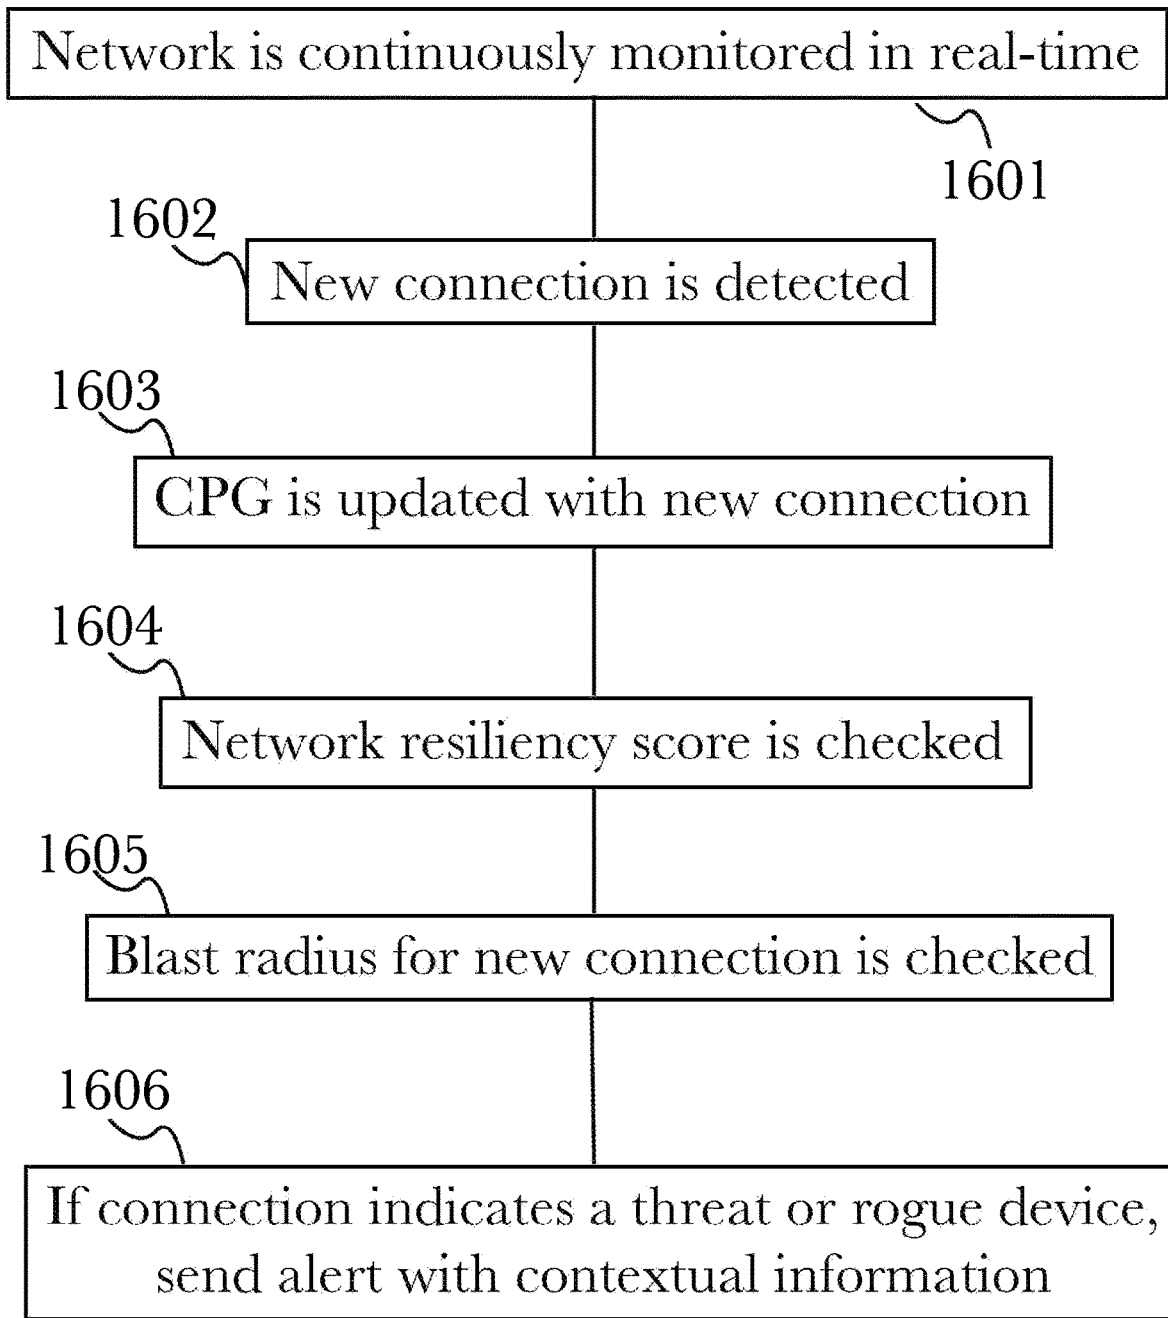 Network is continuously monitored in real-time
1601
1602
New connection is detected
1603
CPG is updated with new connection
1604
Network resiliency score is checked
1605
Blast radius for new connection is checked
1606
If connection indicates a threat or rogue device,
send alert with contextual information